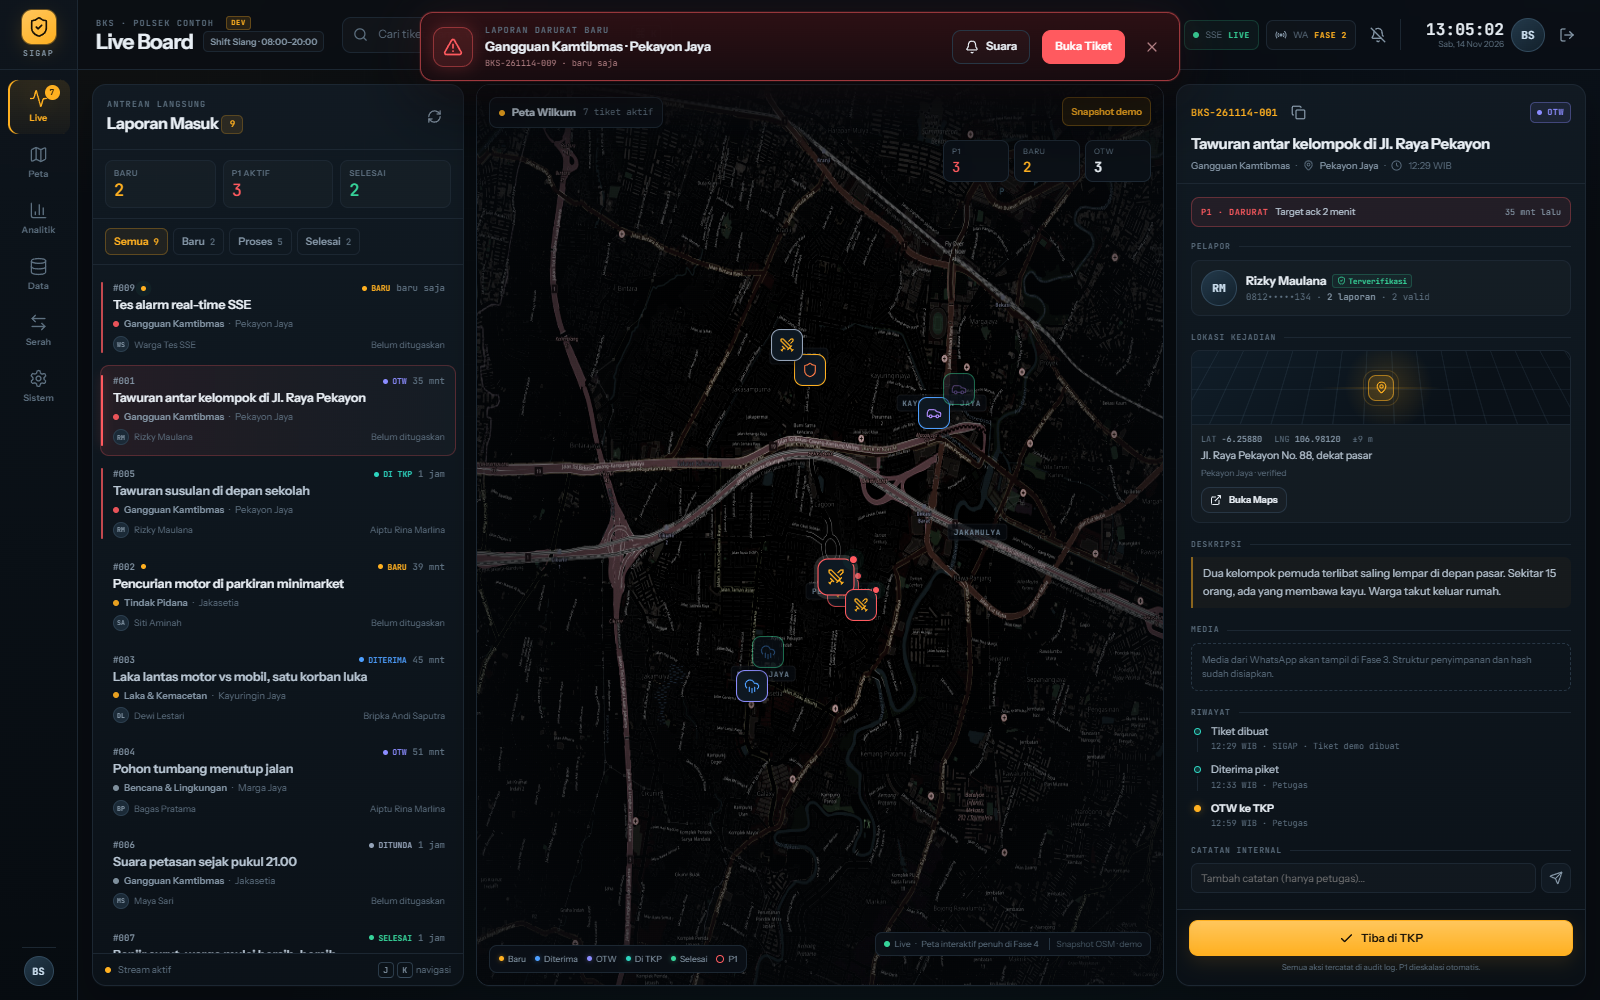 SIGAP
BKS · POLSEK CONTOH
DEV
Live Board
Shift Siang · 08:00–20:00
Cari tike
LAPORAN DARURAT BARU
Gangguan Kamtibmas · Pekayon Jaya
BKS-261114-009 · baru saja
Suara
Buka Tiket
SSE LIVE
WA FASE 2
13:05:02
Sab, 14 Nov 2026
BS
7
Live
Peta
Analitik
Data
Serah
Sistem
BS
ANTREAN LANGSUNG
Laporan Masuk 9
BARU
2
P1 AKTIF
3
SELESAI
2
Semua 9
Baru 2
Proses 5
Selesai 2
#009
BARU baru saja
Tes alarm real-time SSE
Gangguan Kamtibmas · Pekayon Jaya
WS Warga Tes SSE
Belum ditugaskan
#001
OTW 35 mnt
Tawuran antar kelompok di Jl. Raya Pekayon
Gangguan Kamtibmas · Pekayon Jaya
RM Rizky Maulana
Belum ditugaskan
#005
DI TKP 1 jam
Tawuran susulan di depan sekolah
Gangguan Kamtibmas · Pekayon Jaya
RM Rizky Maulana
Aiptu Rina Marlina
#002
BARU 39 mnt
Pencurian motor di parkiran minimarket
Tindak Pidana · Jakasetia
SA Siti Aminah
Belum ditugaskan
#003
DITERIMA 45 mnt
Laka lantas motor vs mobil, satu korban luka
Laka & Kemacetan · Kayuringin Jaya
DL Dewi Lestari
Bripka Andi Saputra
#004
OTW 51 mnt
Pohon tumbang menutup jalan
Bencana & Lingkungan · Marga Jaya
BP Bagas Pratama
Aiptu Rina Marlina
#006
DITUNDA 1 jam
Suara petasan sejak pukul 21.00
Gangguan Kamtibmas · Jakasetia
MS Maya Sari
Belum ditugaskan
#007
SELESAI 1 jam
Stream aktif
J K navigasi
Peta Wilkum 7 tiket aktif
Snapshot demo
P1
3
BARU
2
OTW
3
JAKAMULYA
JAYA
Baru
Diterima
OTW
Di TKP
Selesai
P1
Live · Peta interaktif penuh di Fase 4
Snapshot OSM · demo
BKS-261114-001
OTW
Tawuran antar kelompok di Jl. Raya Pekayon
Gangguan Kamtibmas · Pekayon Jaya · 12:29 WIB
P1 · DARURAT Target ack 2 menit
35 mnt lalu
PELAPOR
RM
Rizky Maulana
Terverifikasi
0812•••••134 · 2 laporan · 2 valid
LOKASI KEJADIAN
LAT -6.25880 LNG 106.98120 ±9 m
Jl. Raya Pekayon No. 88, dekat pasar
Pekayon Jaya · verified
Buka Maps
DESKRIPSI
Dua kelompok pemuda terlibat saling lempar di depan pasar. Sekitar 15
orang, ada yang membawa kayu. Warga takut keluar rumah.
MEDIA
Media dari WhatsApp akan tampil di Fase 3. Struktur penyimpanan dan hash
sudah disiapkan.
RIWAYAT
Tiket dibuat
12:29 WIB · SIGAP · Tiket demo dibuat
Diterima piket
12:33 WIB · Petugas
OTW ke TKP
12:59 WIB · Petugas
CATATAN INTERNAL
Tambah catatan (hanya petugas)...
Tiba di TKP
Semua aksi tercatat di audit log. P1 dieskalasi otomatis.